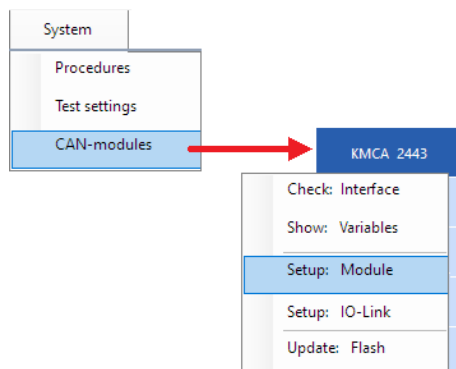 System
Procedures
Test settings
CAN-modules
KMCA 2443
Check: Interface
Show: Variables
Setup: Module
Setup: IO-Link
Update: Flash